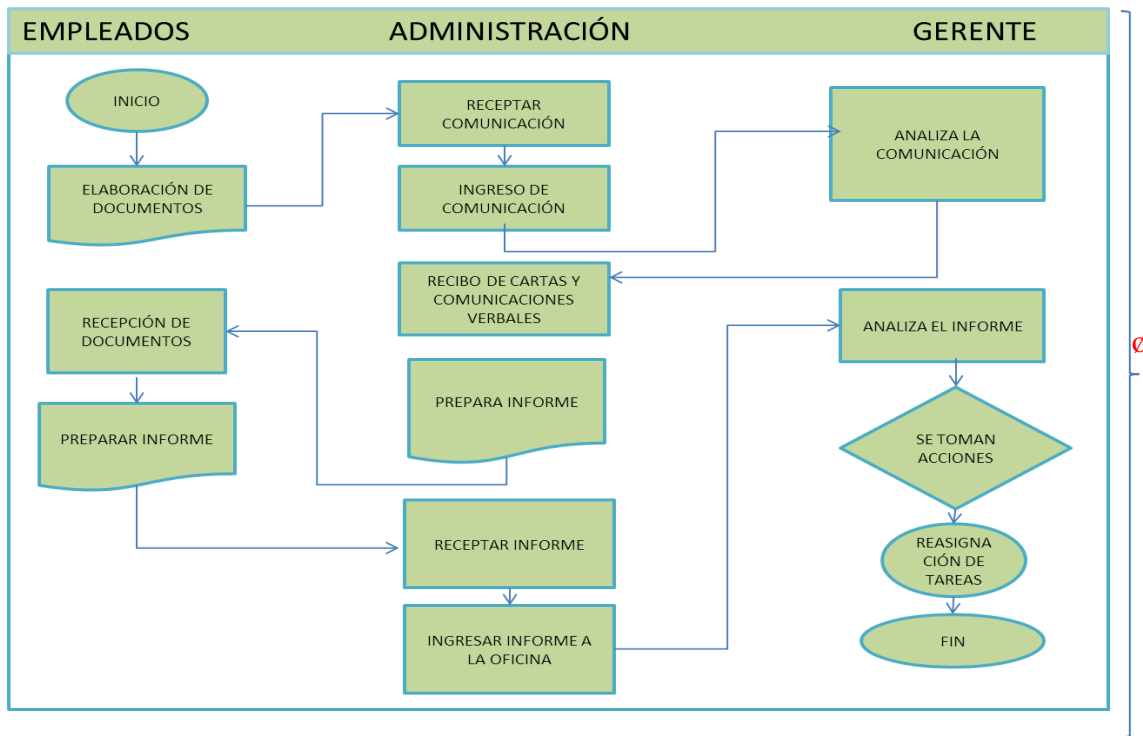 EMPLEADOS
ADMINISTRACIÓN
GERENTE
INICIO
ELABORACIÓN DE
DOCUMENTOS
RECEPTAR
COMUNICACIÓN
INGRESO DE
COMUNICACIÓN
ANALIZA LA
COMUNICACIÓN
RECIBO DE CARTAS Y
COMUNICACIONES
VERBALES
PREPARA INFORME
RECEPCIÓN DE
DOCUMENTOS
PREPARAR INFORME
RECEPTAR INFORME
INGRESAR INFORME A
LA OFICINA
ANALIZA EL INFORME
SE TOMAN
ACCIONES
REASIGNA
CIÓN DE
TAREAS
FIN